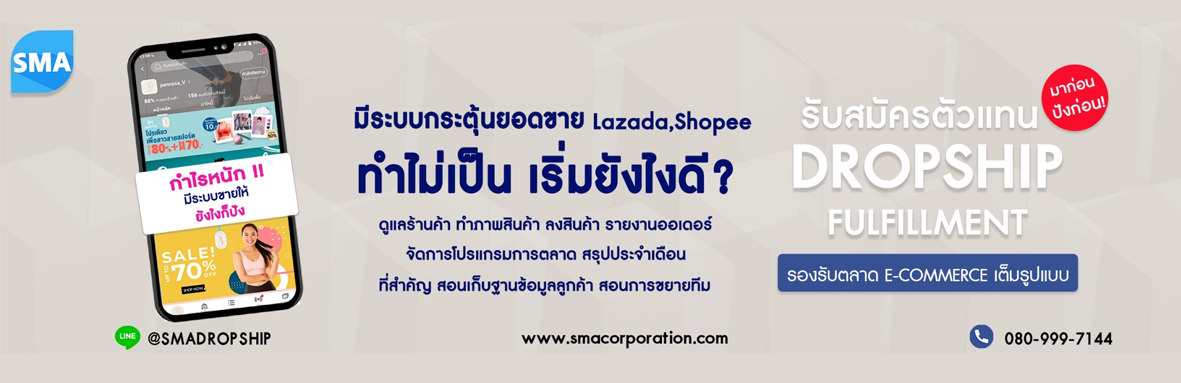 SMA
pannese_V
88%
156
กำไรหนัก !!
มีระบบขายให้
ยังไงก็ปัง
SALE!
UP TO 70% OFF
SHOP NOW
มีระบบกระตุ้นยอดขาย Lazada,Shopee
ทำไม่เป็น เริ่มยังไงดี?
ดูแลร้านค้า ทำภาพสินค้า ลงสินค้า รายงานออเดอร์
จัดการโปรแกรมการตลาด สรุปประจำเดือน
ที่สำคัญ สอนเก็บฐานข้อมูลลูกค้า สอนการขยายทีม
มาก่อน
ปังก่อน!
รับสมัครตัวแทน
DROPSHIP
FULFILLMENT
รองรับตลาด E-COMMERCE เต็มรูปแบบ
LINE @SMADROPSHIP
www.smacorporation.com
080-999-7144